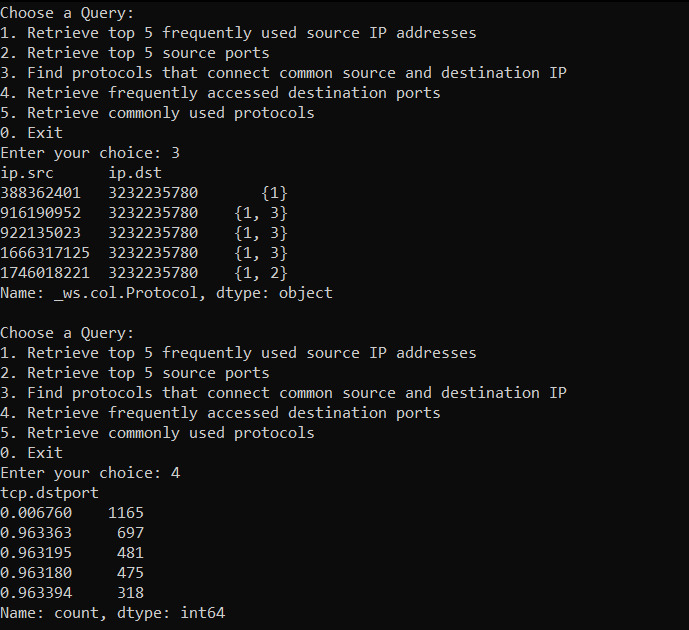 Choose a Query:
1. Retrieve top 5 frequently used source IP addresses
2. Retrieve top 5 source ports
3. Find protocols that connect common source and destination IP
4. Retrieve frequently accessed destination ports
5. Retrieve commonly used protocols
0. Exit
Enter your choice: 3
ip.src      ip.dst
388362401   3232235780       {1}
916190952   3232235780    {1, 3}
922135023   3232235780    {1, 3}
1666317125  3232235780    {1, 3}
1746018221  3232235780    {1, 2}
Name: _ws.col.Protocol, dtype: object

Choose a Query:
1. Retrieve top 5 frequently used source IP addresses
2. Retrieve top 5 source ports
3. Find protocols that connect common source and destination IP
4. Retrieve frequently accessed destination ports
5. Retrieve commonly used protocols
0. Exit
Enter your choice: 4
tcp.dstport
0.006760    1165
0.963363     697
0.963195     481
0.963180     475
0.963394     318
Name: count, dtype: int64